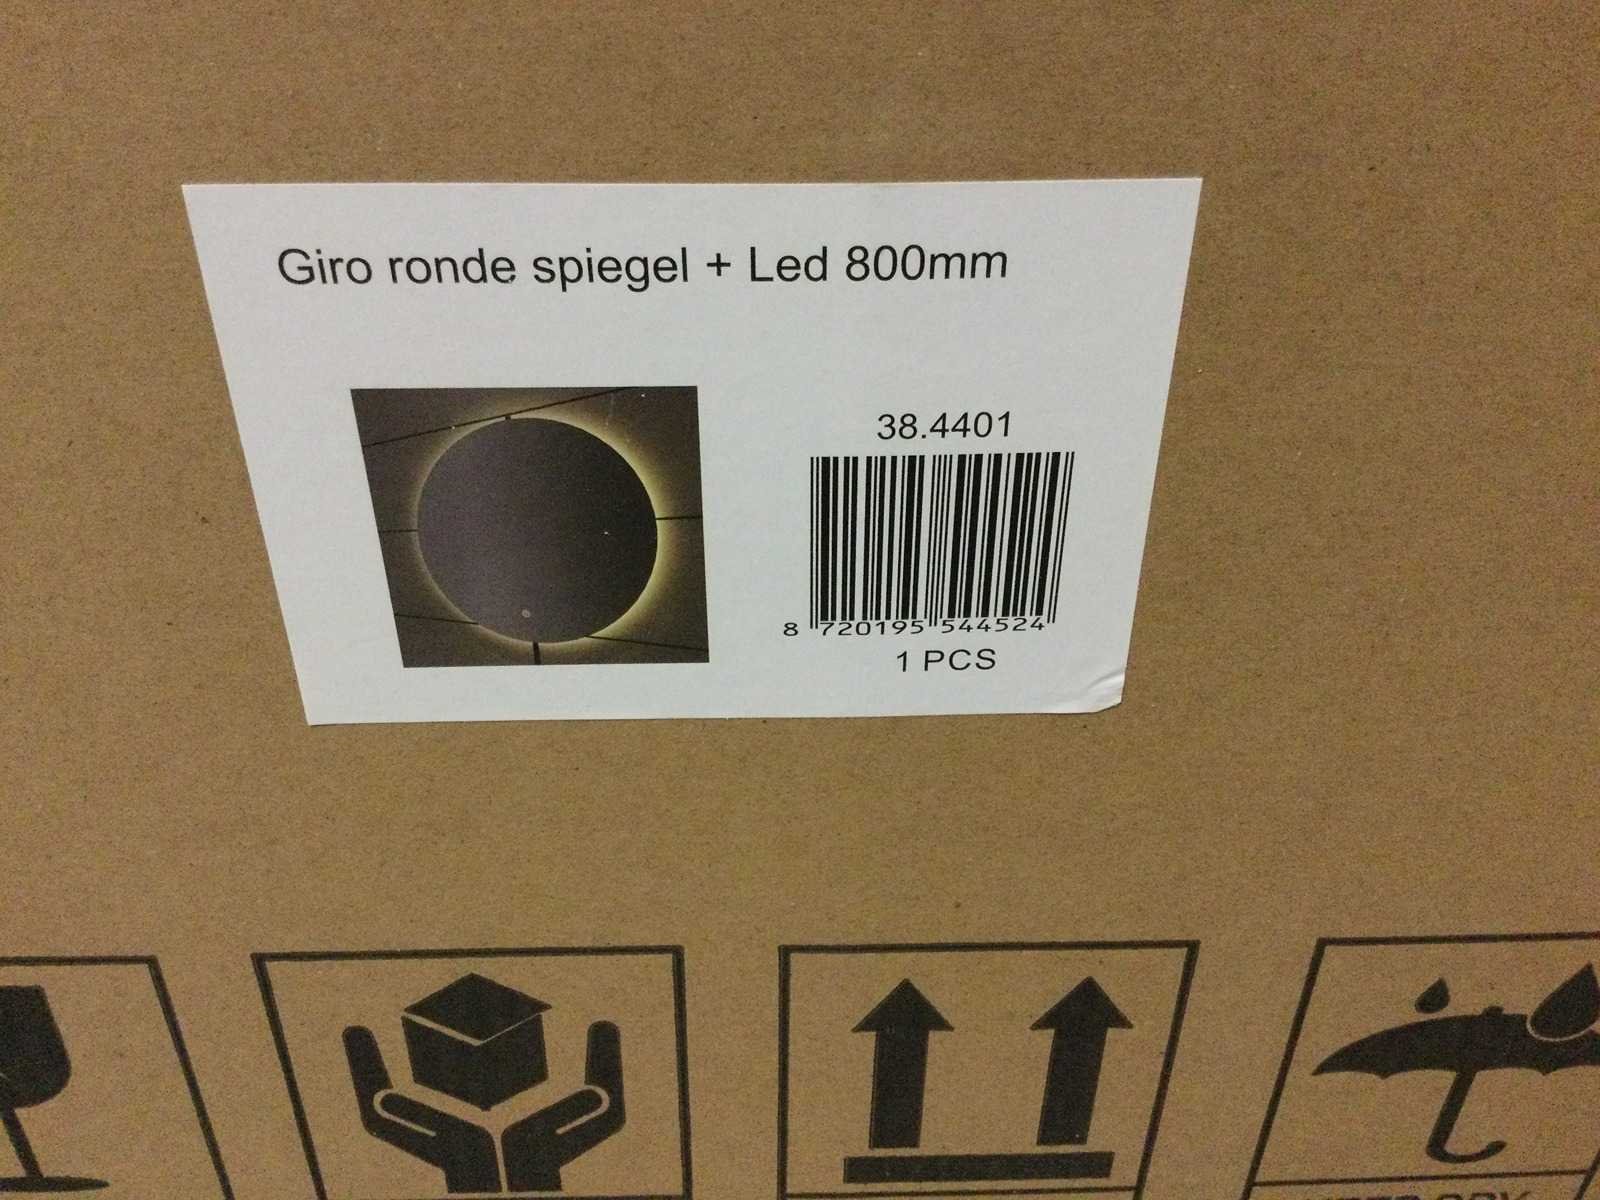 Giro ronde spiegel + Led 800mm
38.4401
8 720195 544524
1 PCS